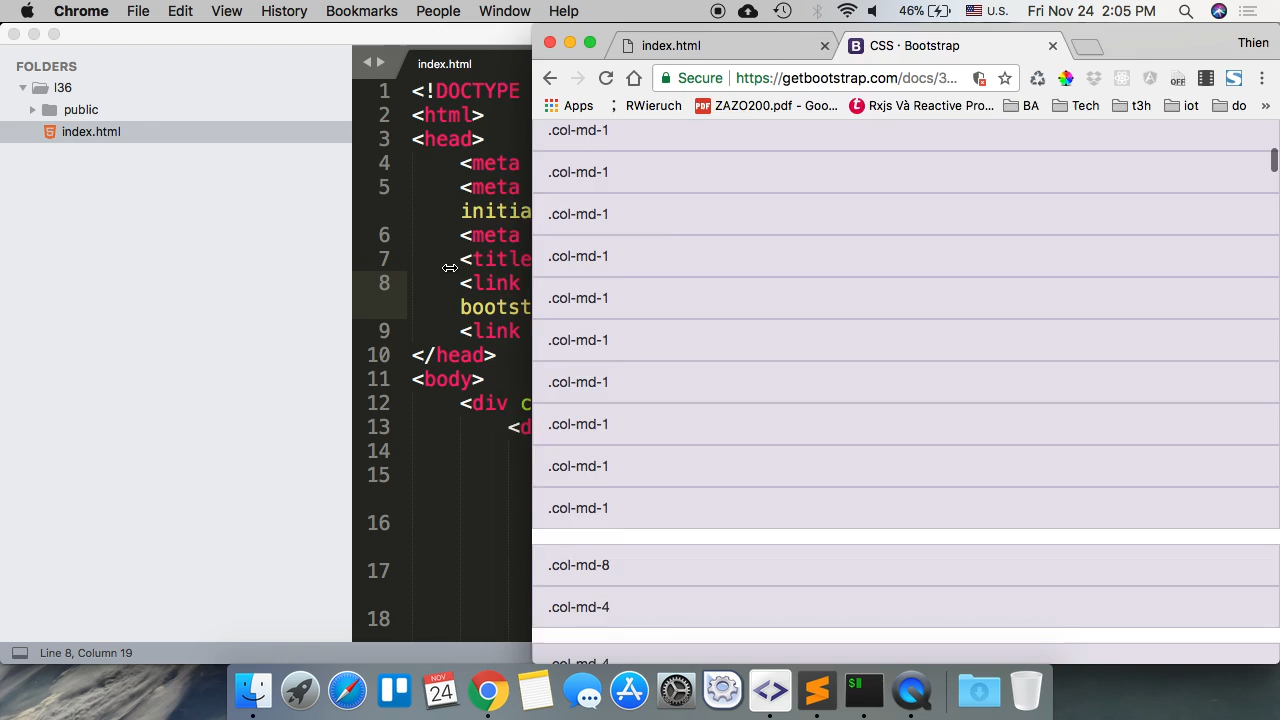 Chrome File Edit View History Bookmarks People Window Help 46% U.S. Fri Nov 24 2:05 PM
FOLDERS
l36
public
index.html
index.html
1 <!DOCTYPE
2 <html>
3 <head>
4 <meta
5 <meta
initia
6 <meta
7 <title
8 <link
bootst
9 <link
10 </head>
11 <body>
12 <div c
13 <d
14
15
16
17
18
Line 8, Column 19
index.html CSS · Bootstrap Thien
Secure https://getbootstrap.com/docs/3...
Apps RWieruch PDF ZAZO200.pdf - Goo... Rxjs Và Reactive Pro... BA Tech t3h iot do »
.col-md-1
.col-md-1
.col-md-1
.col-md-1
.col-md-1
.col-md-1
.col-md-1
.col-md-1
.col-md-1
.col-md-1
.col-md-8
.col-md-4
.col-md-4
NOV
24